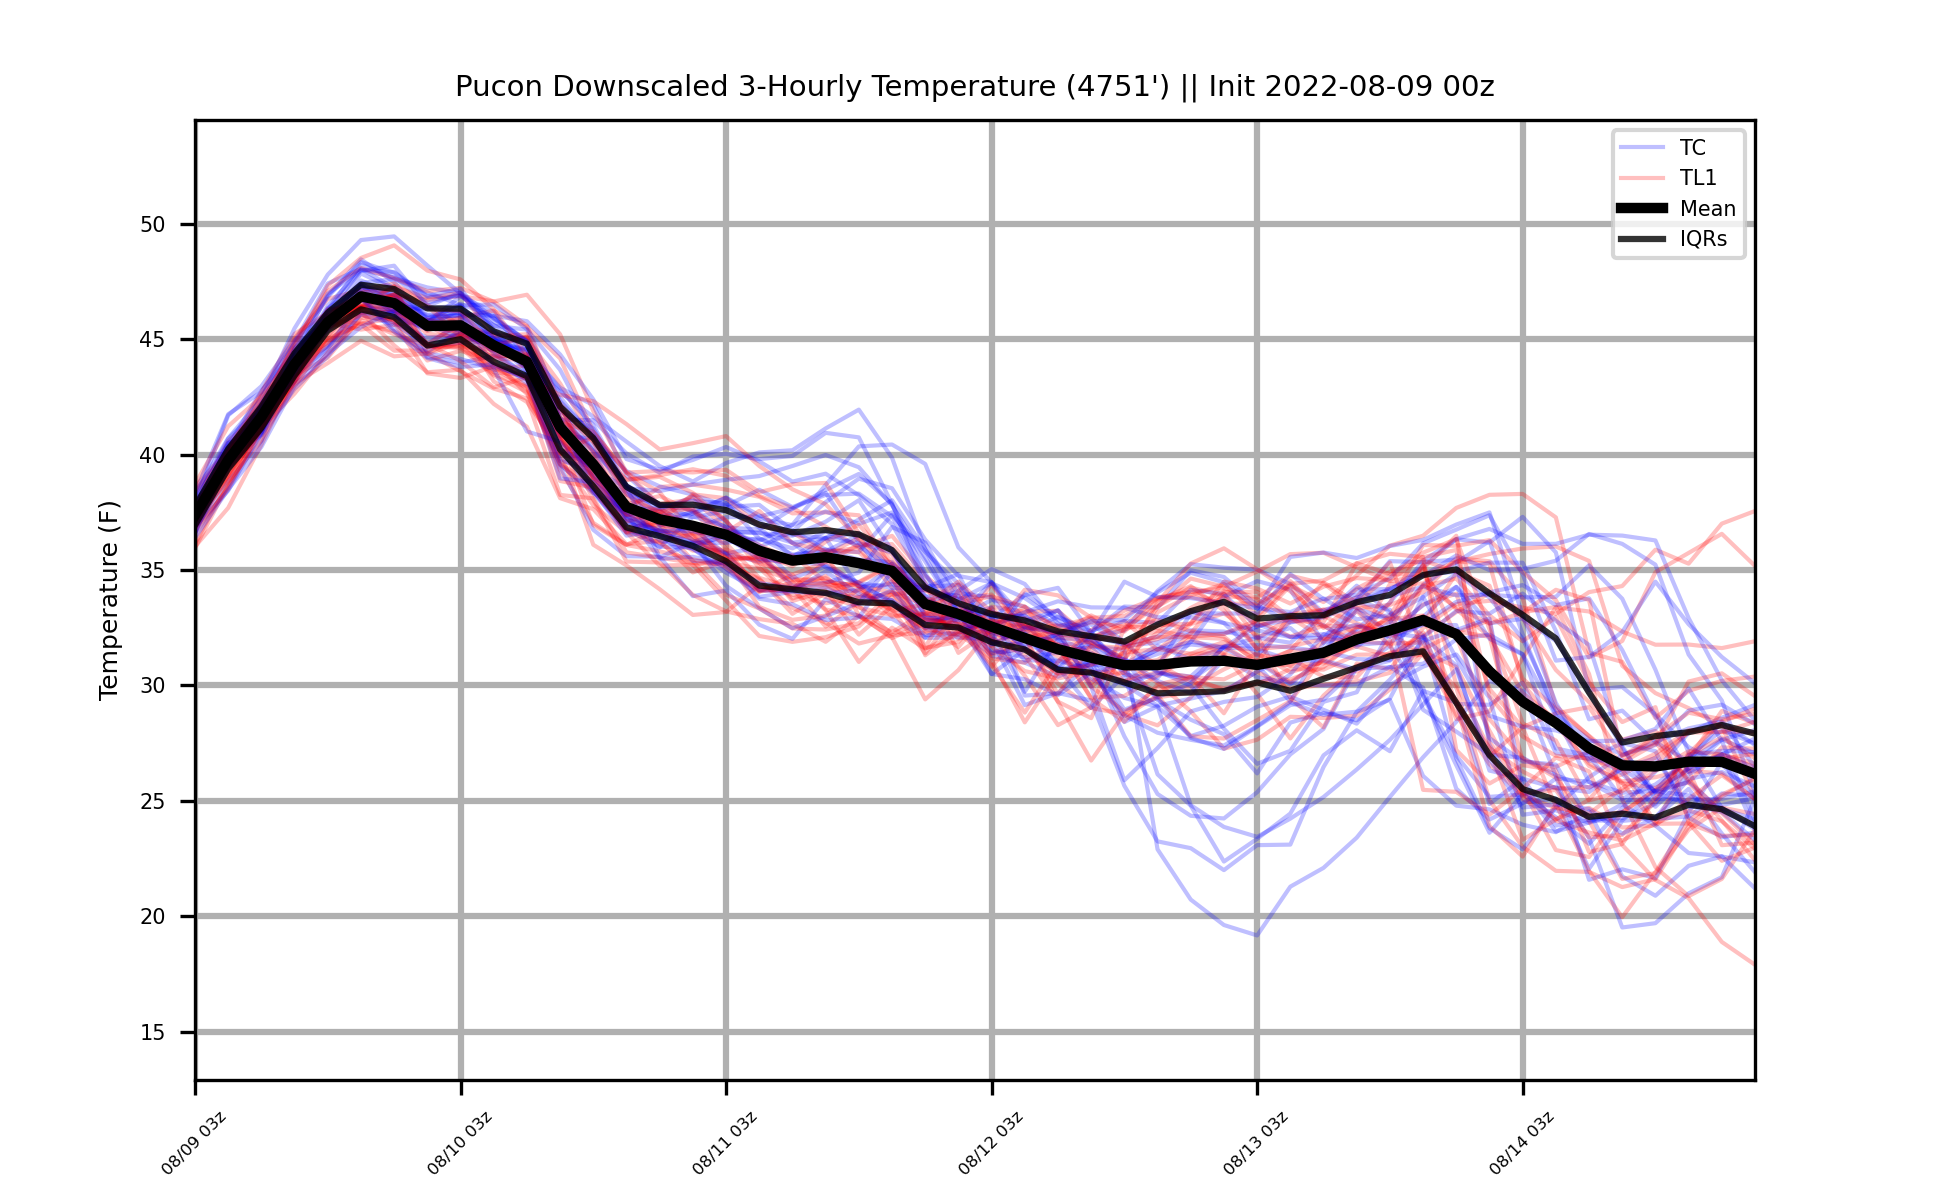 Pucon Downscaled 3-Hourly Temperature (4751') || Init 2022-08-09 00z
TC
TL1
Mean
IQRs
Temperature (F)
50
45
40
35
30
25
20
15
08/09 03z
08/10 03z
08/11 03z
08/12 03z
08/13 03z
08/14 03z